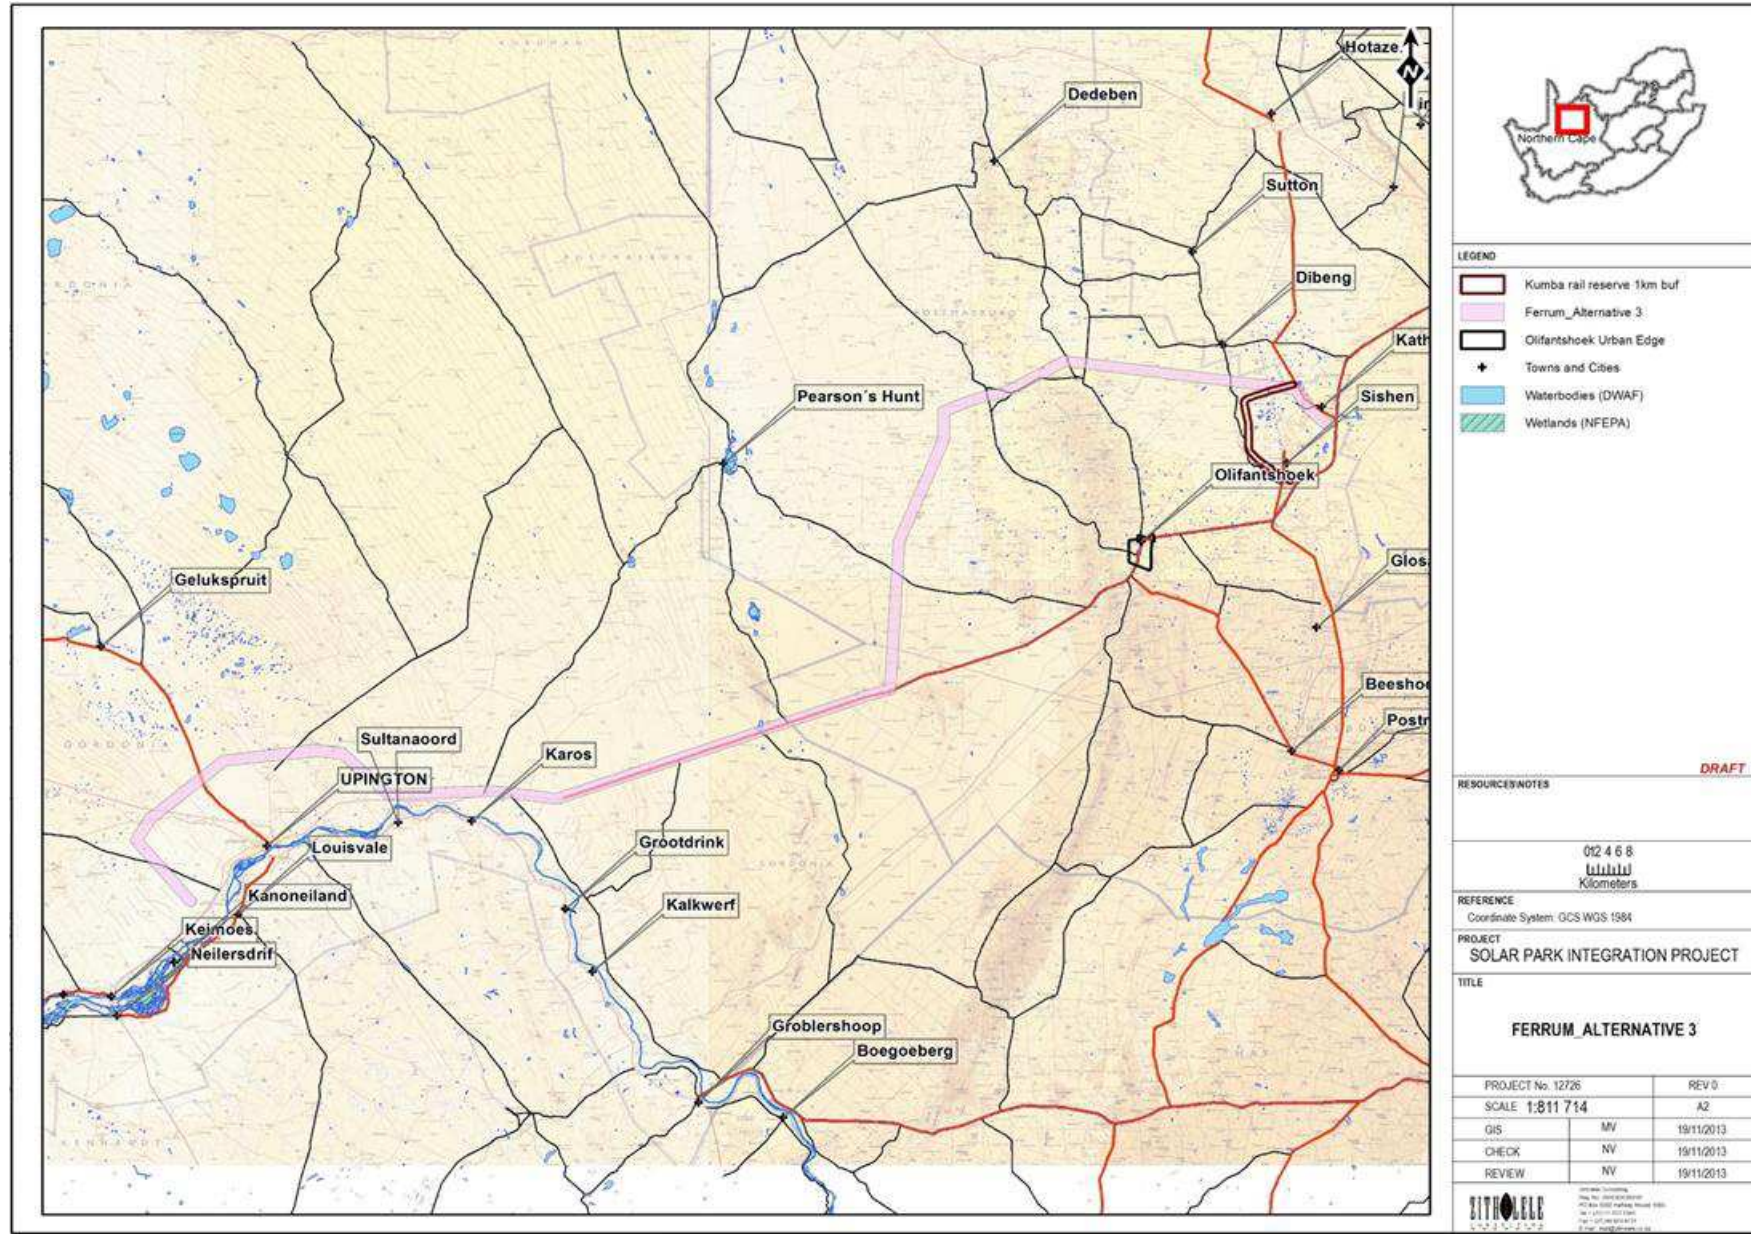 Hotaze
Dedeben
Sutton
Dibeng
Kath
Pearson's Hunt
Sishen
Olifantshoek
Gelukspruit
Glos
Beeshoe
Postm
Sultanaoord
Karos
UPINGTON
Louisvale
Grootdrink
Kanoneiland
Kalkwerf
Keimoes
Neilersdrif
Groblershoop
Boegoeberg
GORDONIA
N
Northern Cape
LEGEND
Kumba rail reserve 1km buf
Ferrum_Alternative 3
Olifantshoek Urban Edge
Towns and Cities
Waterbodies (DWAF)
Wetlands (NFEPA)
DRAFT
RESOURCES\NOTES
0 2 4 6 8
Kilometers
REFERENCE
Coordinate System: GCS WGS 1984
PROJECT
SOLAR PARK INTEGRATION PROJECT
TITLE
FERRUM_ALTERNATIVE 3
PROJECT No. 12726 REV 0
SCALE 1:811 714 A2
GIS MV 19/11/2013
CHECK NV 19/11/2013
REVIEW NV 19/11/2013
ZITHOLELE